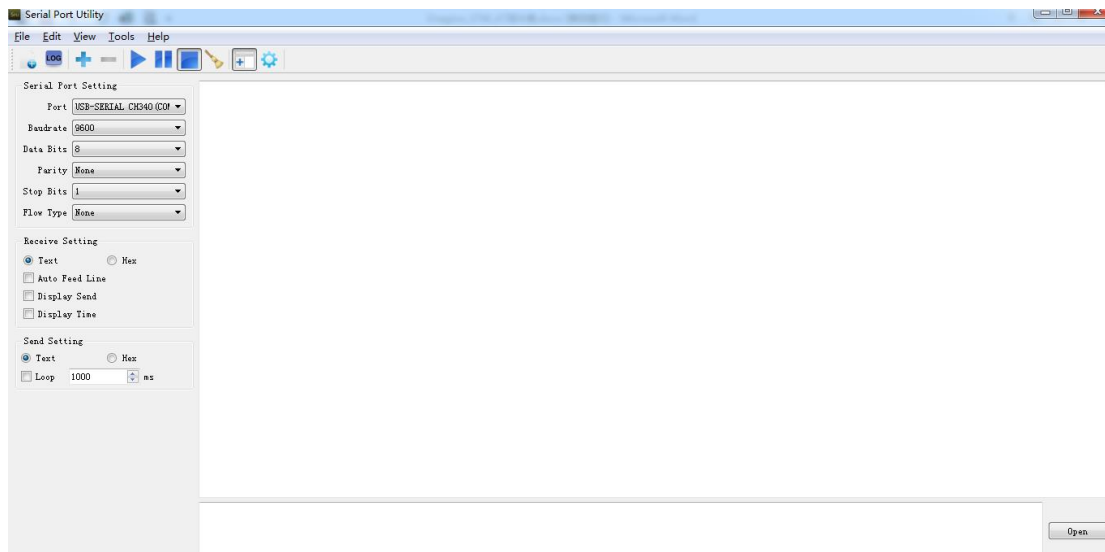 Serial Port Utility
File Edit View Tools Help
LOG
Serial Port Setting
Port USB-SERIAL CH340 (COM
Baudrate 9600
Data Bits 8
Parity None
Stop Bits 1
Flow Type None
Receive Setting
Text Hex
Auto Feed Line
Display Send
Display Time
Send Setting
Text Hex
Loop 1000 ms
Open